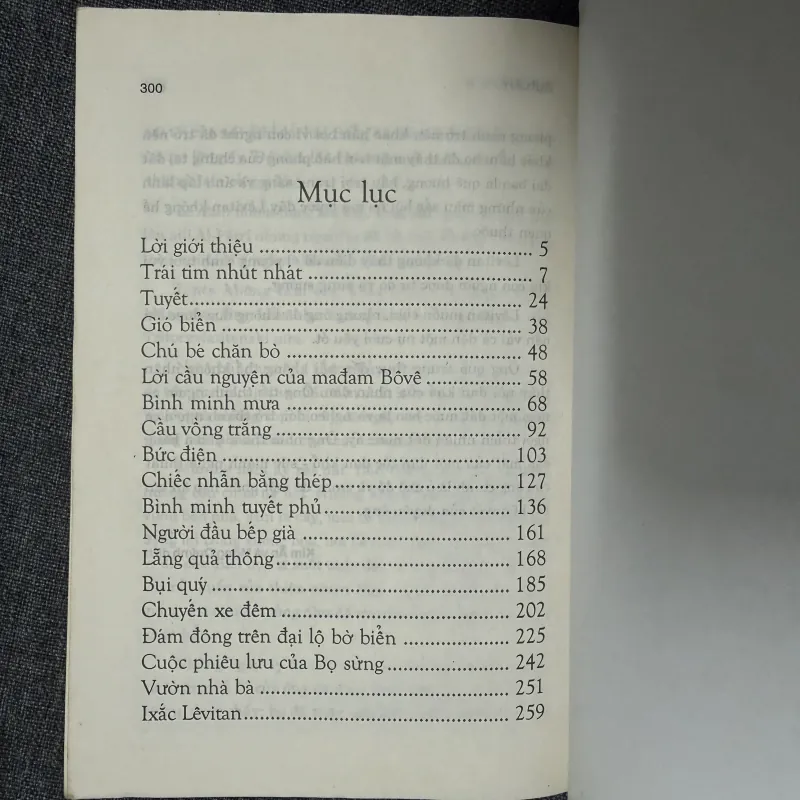 300
Mục lục
Lời giới thiệu ........ 5
Trái tim nhút nhát ........ 7
Tuyết ........ 24
Gió biển ........ 38
Chú bé chăn bò ........ 48
Lời cầu nguyện của mađam Bôvê ........ 58
Bình minh mưa ........ 68
Cầu vồng trắng ........ 92
Bức điện ........ 103
Chiếc nhẫn bằng thép ........ 127
Bình minh tuyết phủ ........ 136
Người đầu bếp già ........ 161
Lẵng quả thông ........ 168
Bụi quý ........ 185
Chuyến xe đêm ........ 202
Đám đông trên đại lộ bờ biển ........ 225
Cuộc phiêu lưu của Bọ sừng ........ 242
Vườn nhà bà ........ 251
Ixắc Lêvitan ........ 259